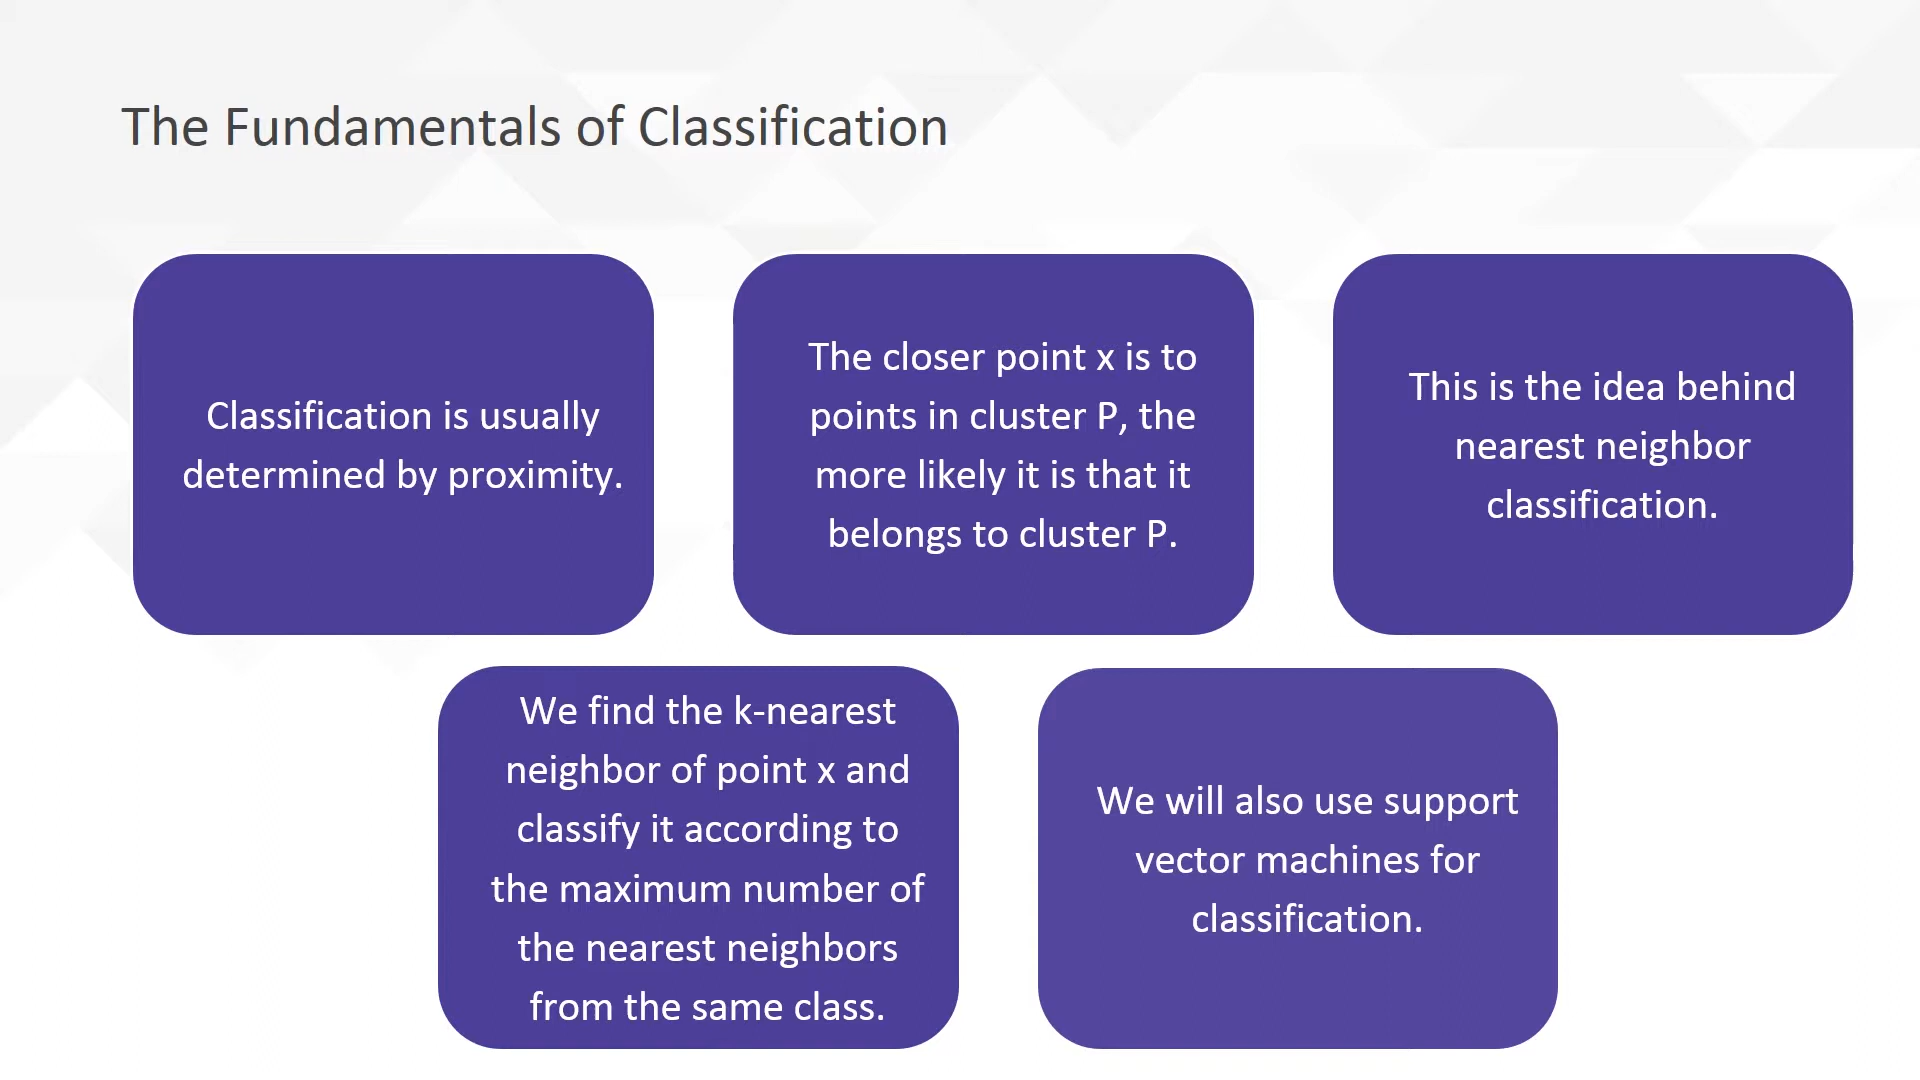 The Fundamentals of Classification
Classification is usually
determined by proximity.
The closer point x is to
points in cluster P, the
more likely it is that it
belongs to cluster P.
This is the idea behind
nearest neighbor
classification.
We find the k-nearest
neighbor of point x and
classify it according to
the maximum number of
the nearest neighbors
from the same class.
We will also use support
vector machines for
classification.